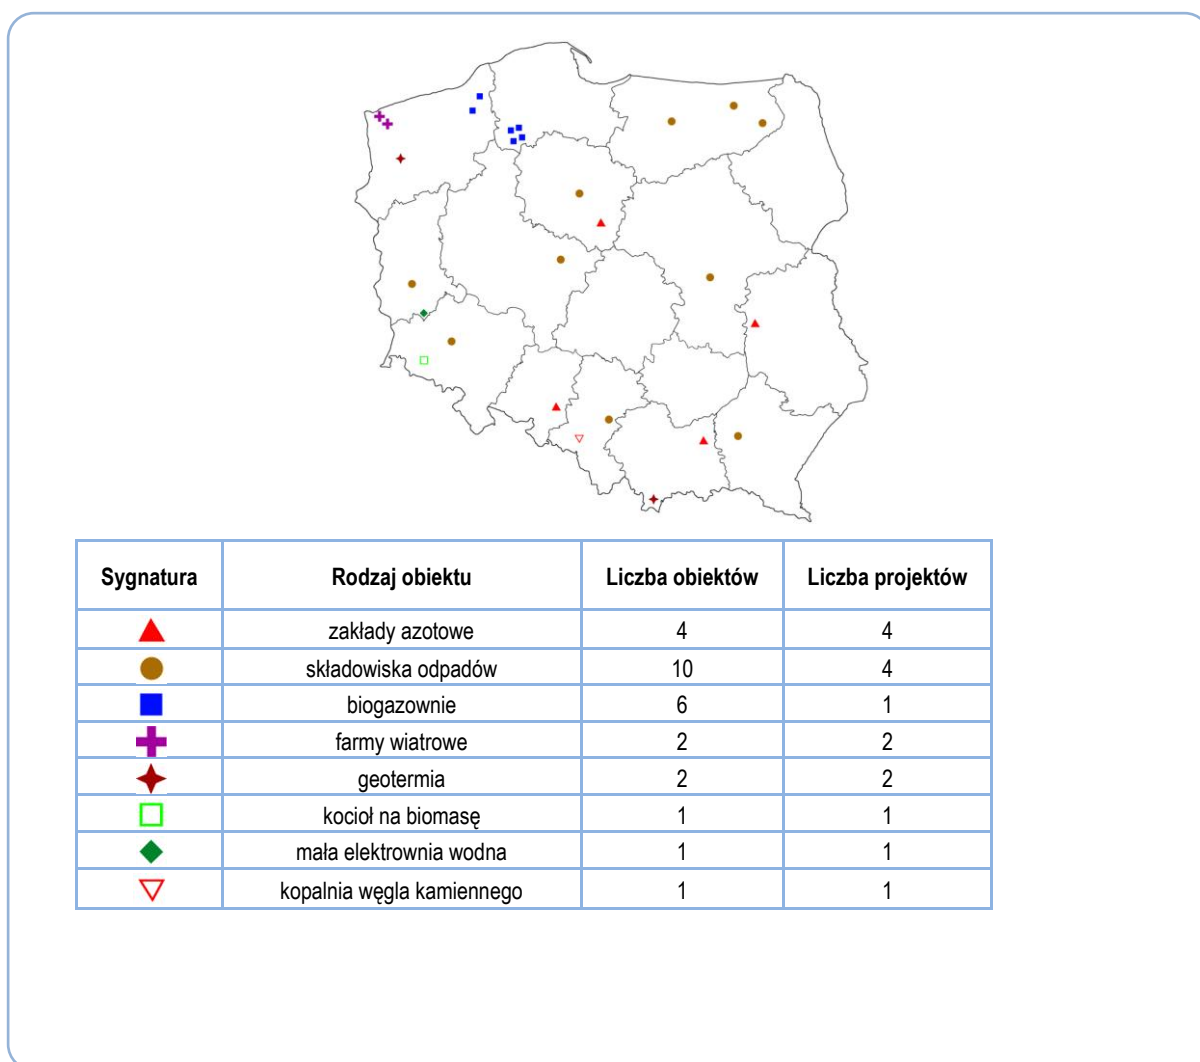 Sygnatura Rodzaj obiektu Liczba obiektów Liczba projektów
zakłady azotowe 4 4
składowiska odpadów 10 4
biogazownie 6 1
farmy wiatrowe 2 2
geotermia 2 2
kocioł na biomasę 1 1
mała elektrownia wodna 1 1
kopalnia węgla kamiennego 1 1